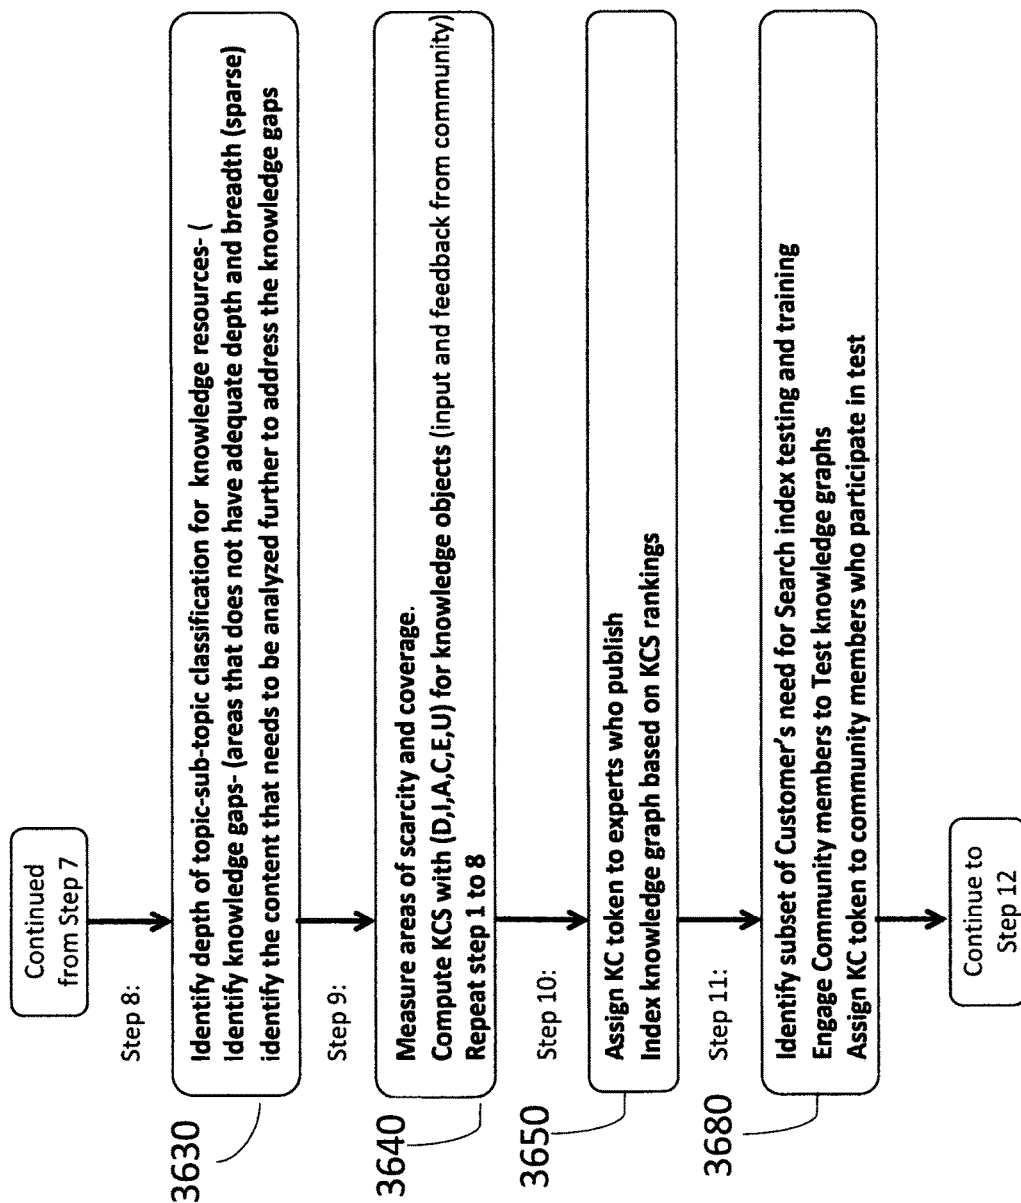 Continued
from Step 7
Step 8:
3630
Identify depth of topic-sub-topic classification for knowledge resources- (
Identify knowledge gaps- (areas that does not have adequate depth and breadth (sparse)
identify the content that needs to be analyzed further to address the knowledge gaps
Step 9:
3640
Measure areas of scarcity and coverage.
Compute KCS with (D,I,A,C,E,U) for knowledge objects (input and feedback from community)
Repeat step 1 to 8
Step 10:
3650
Assign KC token to experts who publish
Index knowledge graph based on KCS rankings
Step 11:
3680
Identify subset of Customer's need for Search index testing and training
Engage Community members to Test knowledge graphs
Assign KC token to community members who participate in test
Continue to
Step 12